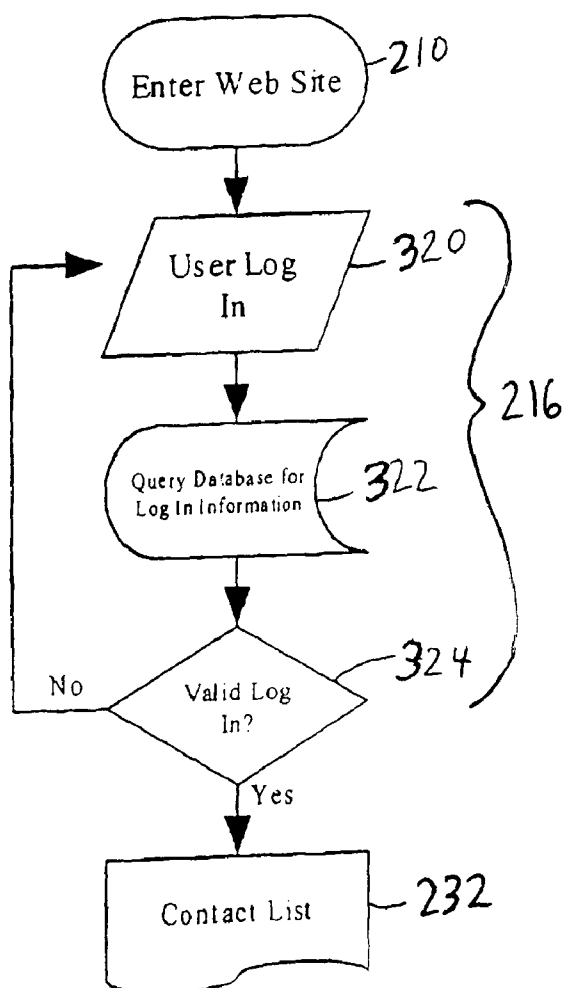 Enter Web Site
210
User Log
In
320
216
Query Database for
Log In Information
322
Valid Log
In?
324
No
Yes
Contact List
232